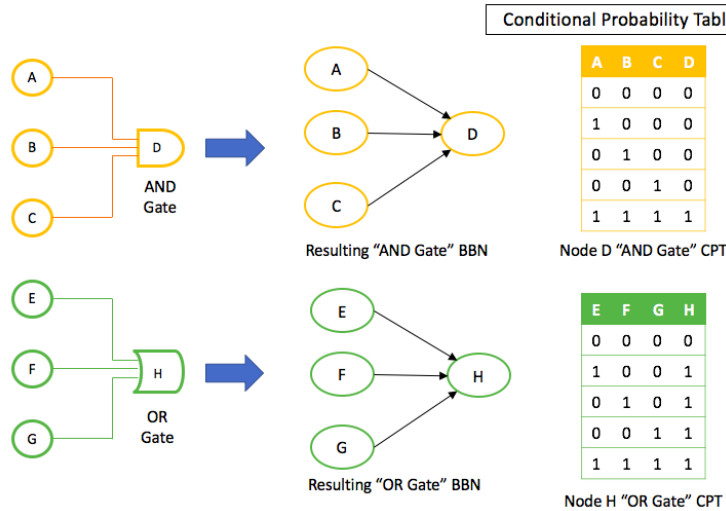 Conditional Probability Tabl
A
B
C
D
AND
Gate
A
B
C
D
Resulting “AND Gate” BBN
A B C D
0 0 0 0
1 0 0 0
0 1 0 0
0 0 1 0
1 1 1 1
Node D “AND Gate” CPT
E
F
G
H
OR
Gate
E
F
G
H
Resulting “OR Gate” BBN
E F G H
0 0 0 0
1 0 0 1
0 1 0 1
0 0 1 1
1 1 1 1
Node H “OR Gate” CPT